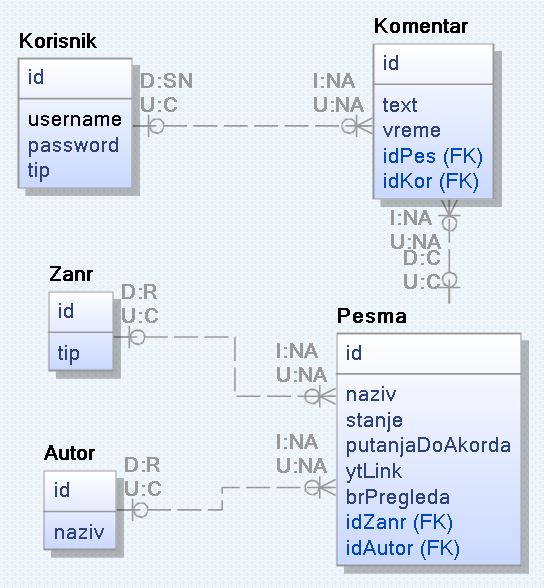 Korisnik
id
username
password
tip
D:SN
U:C
I:NA
U:NA
Komentar
id
text
vreme
idPes (FK)
idKor (FK)
I:NA
U:NA
D:C
U:C
Zanr
id
tip
D:R
U:C
I:NA
U:NA
Autor
id
naziv
D:R
U:C
I:NA
U:NA
Pesma
id
naziv
stanje
putanjaDoAkorda
ytLink
brPregleda
idZanr (FK)
idAutor (FK)